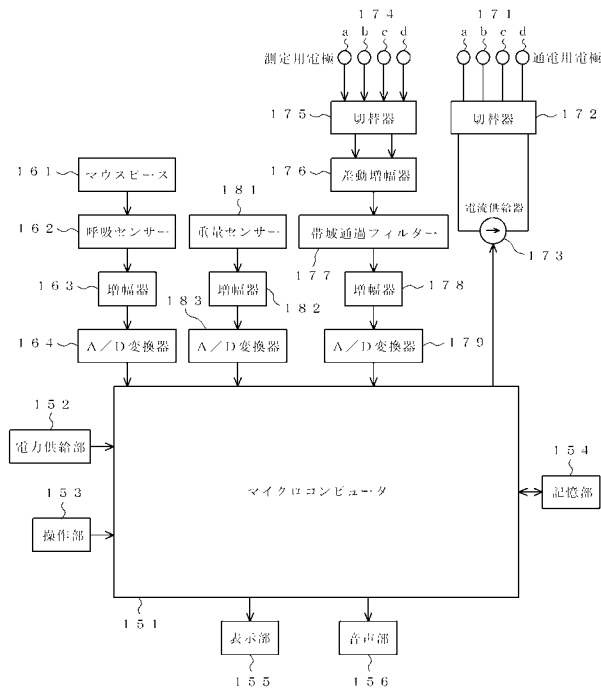 １７４
１７１
a b c d
a b c d
測定用電極
通電用電極
１７５
切替器
切替器
１７２
１７６
差動増幅器
１６１
マウスピース
１８１
電流供給器
１６２
呼吸センサー
重量センサー
帯域通過フィルター
１７７
１７３
１６３
増幅器
１８３
増幅器
１８２
増幅器
１７８
１６４
Ａ／Ｄ変換器
Ａ／Ｄ変換器
Ａ／Ｄ変換器
１７９
１５２
電力供給部
１５３
操作部
マイクロコンピュータ
１５４
記憶部
１５１
表示部
音声部
１５５
１５６